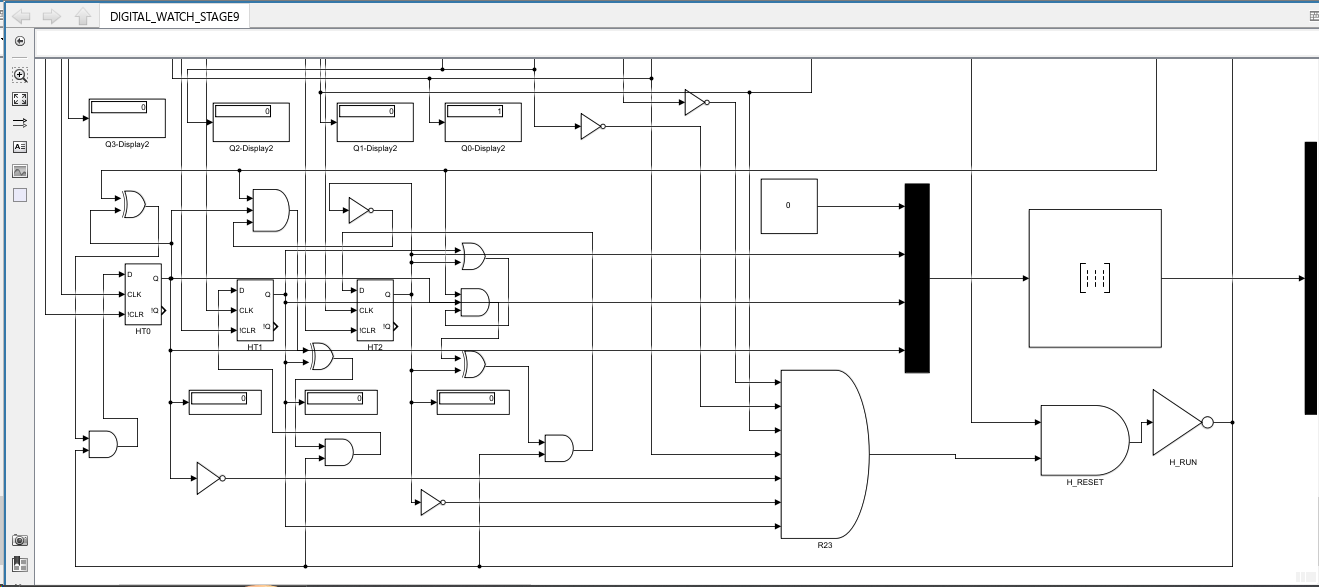 DIGITAL_WATCH_STAGE9
0
0
0
1
Q3-Display2
Q2-Display2
Q1-Display2
Q0-Display2
0
D
Q
CLK
!CLR
!Q
HT0
D
Q
CLK
!CLR
!Q
HT1
D
Q
CLK
!CLR
!Q
HT2
0
0
0
H_RESET
H_RUN
R23